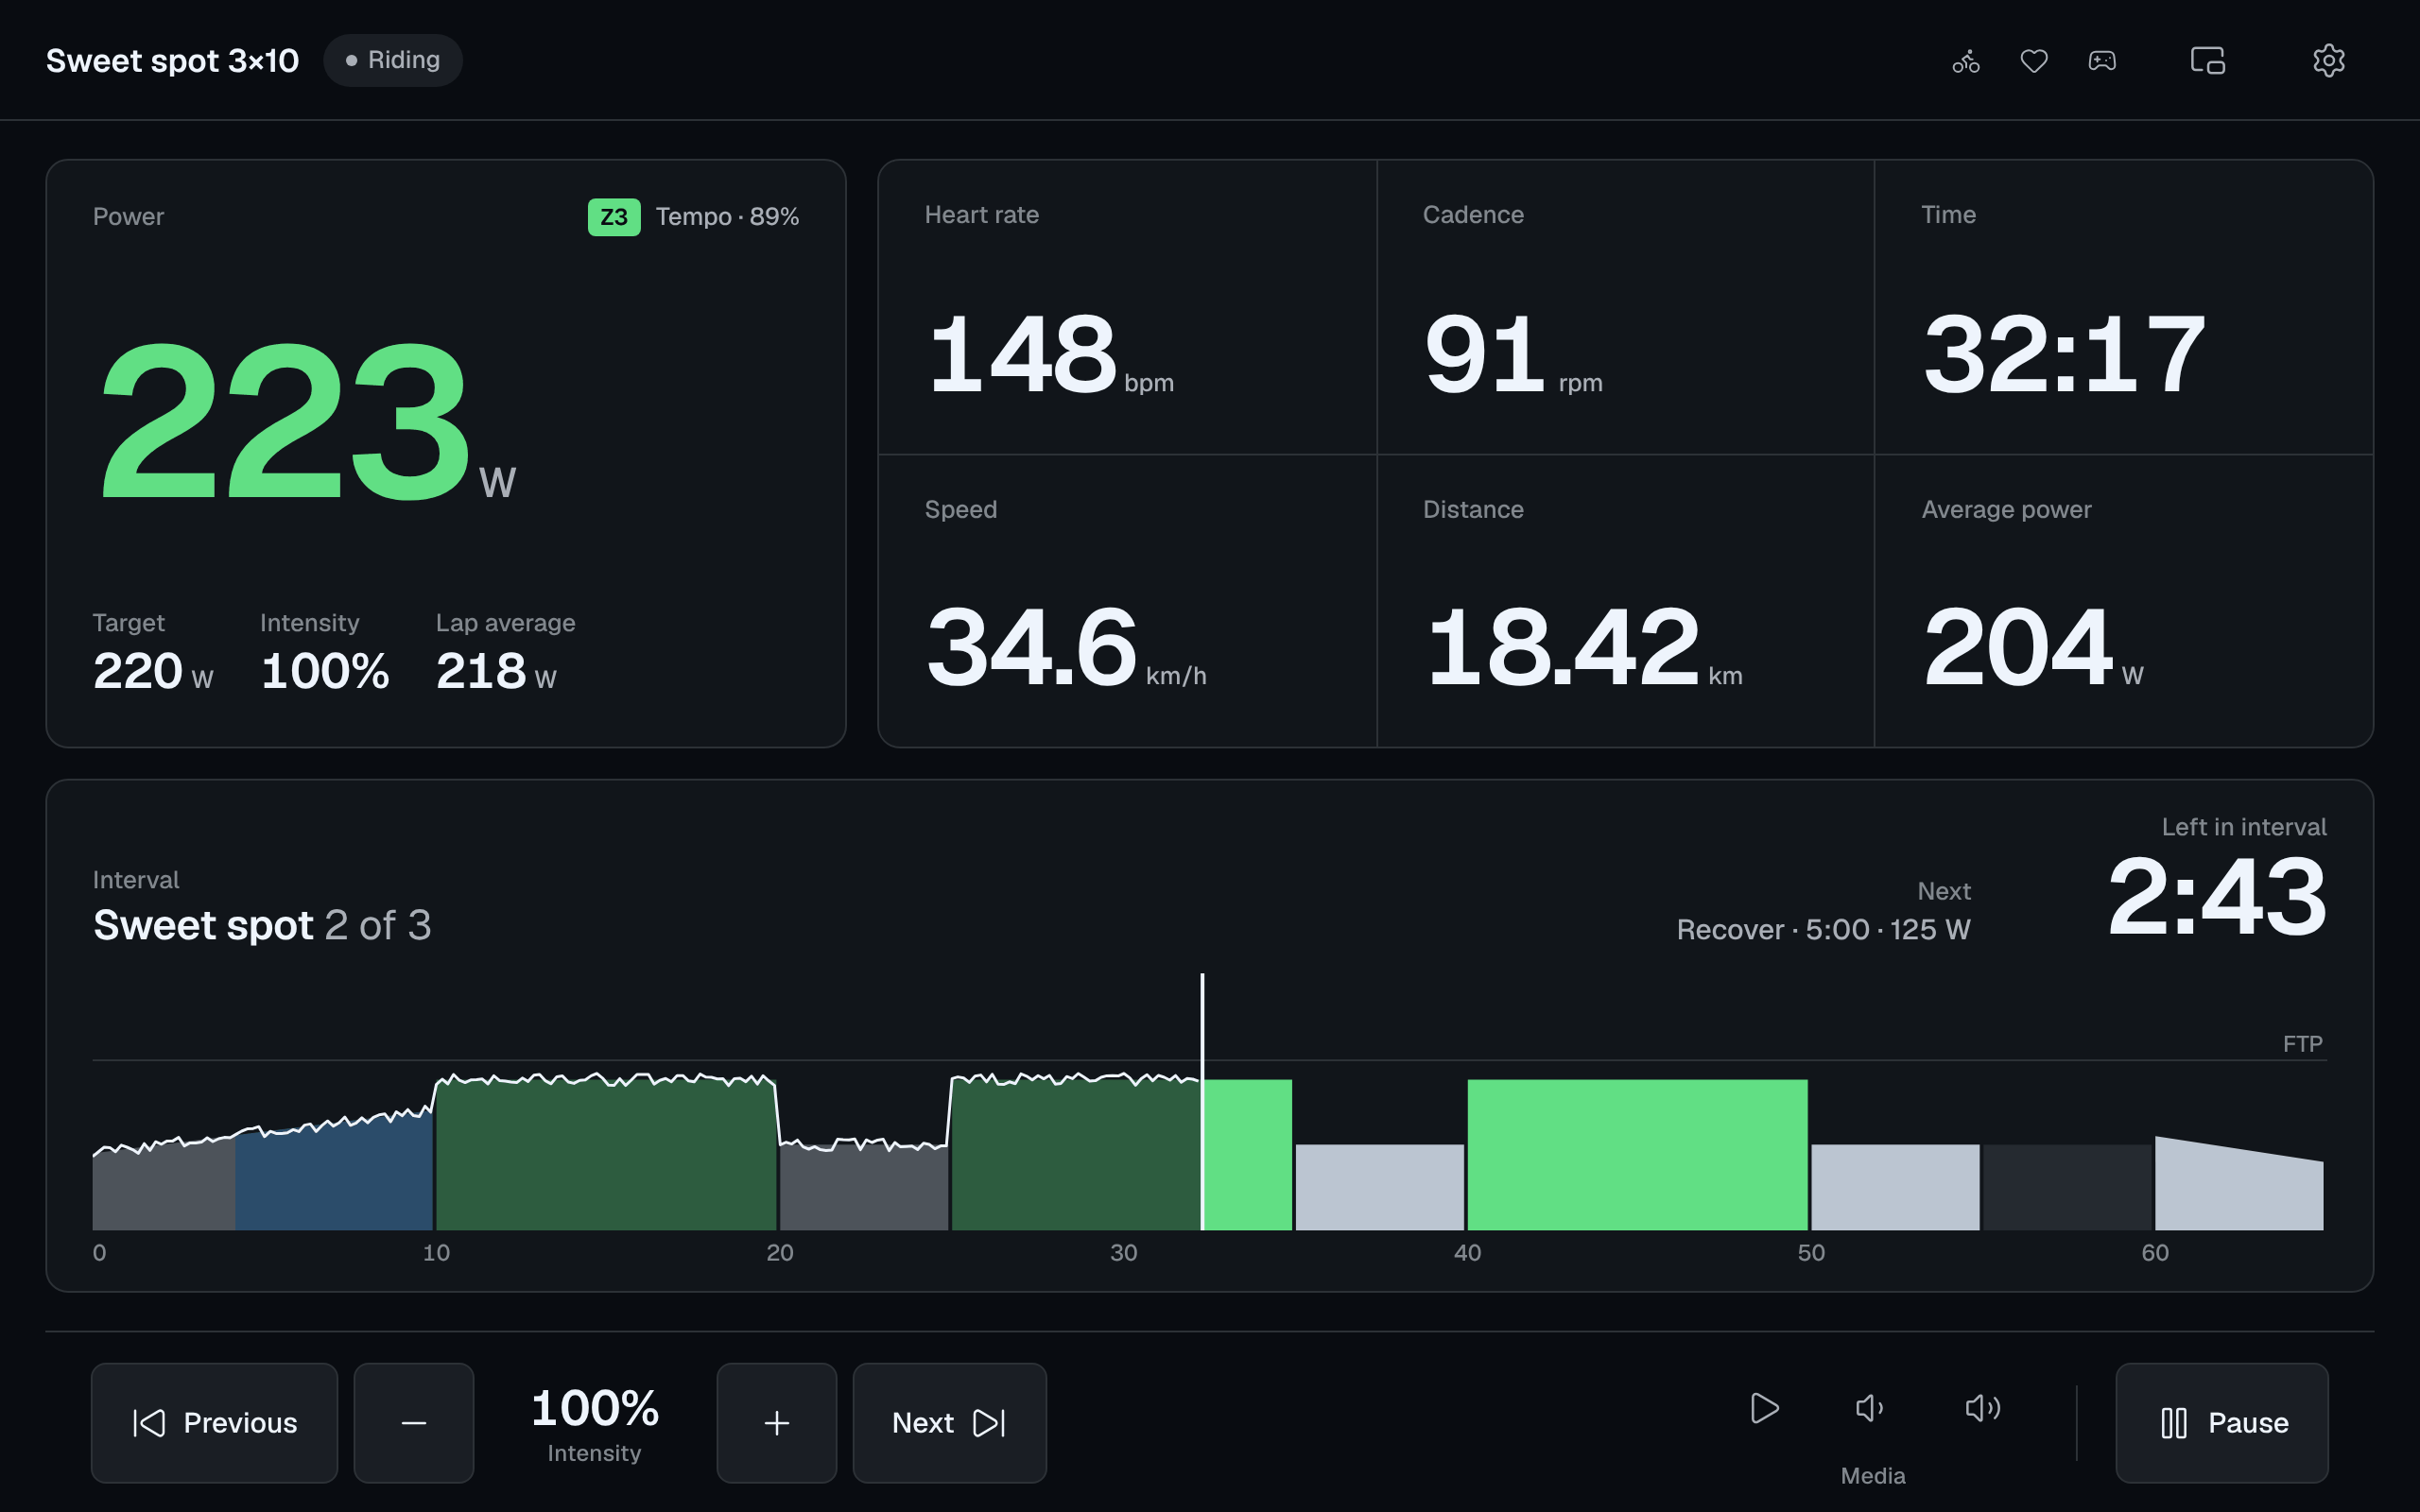 Sweet spot 3×10
Riding
Power
Z3 Tempo · 89%
223 W
Target
220 W
Intensity
100%
Lap average
218 W
Heart rate
148 bpm
Cadence
91 rpm
Time
32:17
Speed
34.6 km/h
Distance
18.42 km
Average power
204 W
Interval
Sweet spot 2 of 3
Next
Recover · 5:00 · 125 W
Left in interval
2:43
FTP
0 10 20 30 40 50 60
Previous
−
100%
Intensity
+
Next
Media
Pause